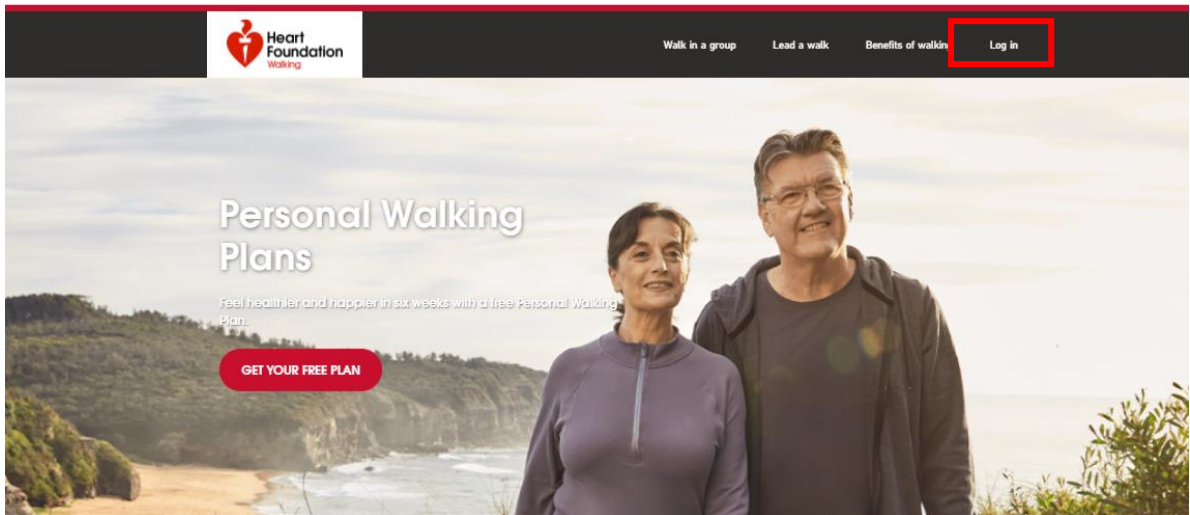 Heart
Foundation
Walking
Walk in a group
Lead a walk
Benefits of walkin
Log in
Personal Walking
Plans
Feel healthier and happier in six weeks with a free Personal Walking
Plan.
GET YOUR FREE PLAN